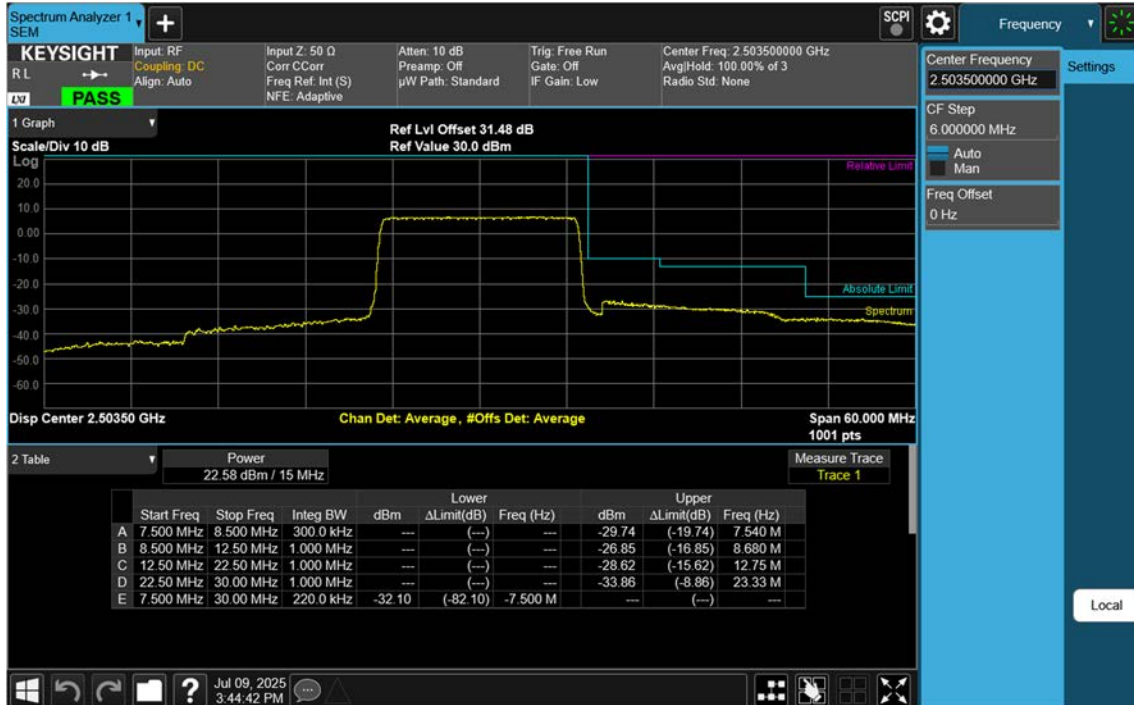 Spectrum Analyzer 1
SEM
+
SCPI
Frequency
KEYSIGHT
R L
LXI
PASS
Input: RF
Coupling: DC
Align: Auto
Input Z: 50 Ω
Corr CCorr
Freq Ref: Int (S)
NFE: Adaptive
Atten: 10 dB
Preamp: Off
µW Path: Standard
Trig: Free Run
Gate: Off
IF Gain: Low
Center Freq: 2.503500000 GHz
Avg|Hold: 100.00% of 3
Radio Std: None
Center Frequency
2.503500000 GHz
Settings
CF Step
6.000000 MHz
Auto
Man
Freq Offset
0 Hz
1 Graph
Scale/Div 10 dB
Ref Lvl Offset 31.48 dB
Ref Value 30.0 dBm
Log
20.0
10.0
0.00
-10.0
-20.0
-30.0
-40.0
-50.0
-60.0
Relative Limit
Absolute Limit
Spectrum
Disp Center 2.50350 GHz
Chan Det: Average, #Offs Det: Average
Span 60.000 MHz
1001 pts
2 Table
Power
22.58 dBm / 15 MHz
Measure Trace
Trace 1
Lower Upper
Start Freq Stop Freq Integ BW dBm ΔLimit(dB) Freq (Hz) dBm ΔLimit(dB) Freq (Hz)
A 7.500 MHz 8.500 MHz 300.0 kHz --- (---) --- -29.74 (-19.74) 7.540 M
B 8.500 MHz 12.50 MHz 1.000 MHz --- (---) --- -26.85 (-16.85) 8.680 M
C 12.50 MHz 22.50 MHz 1.000 MHz --- (---) --- -28.62 (-15.62) 12.75 M
D 22.50 MHz 30.00 MHz 1.000 MHz --- (---) --- -33.86 (-8.86) 23.33 M
E 7.500 MHz 30.00 MHz 220.0 kHz -32.10 (-82.10) -7.500 M --- (---) ---
Local
?
Jul 09, 2025
3:44:42 PM